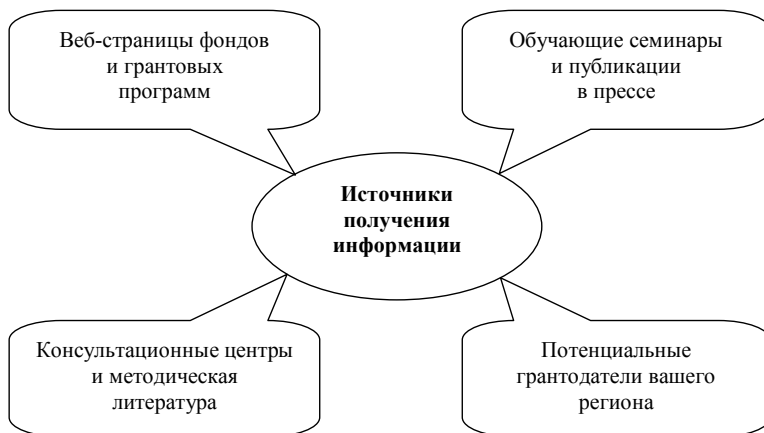 Веб-страницы фондов
и грантовых
программ
Обучающие семинары
и публикации
в прессе
Источники
получения
информации
Консультационные центры
и методическая
литература
Потенциальные
грантодатели вашего
региона